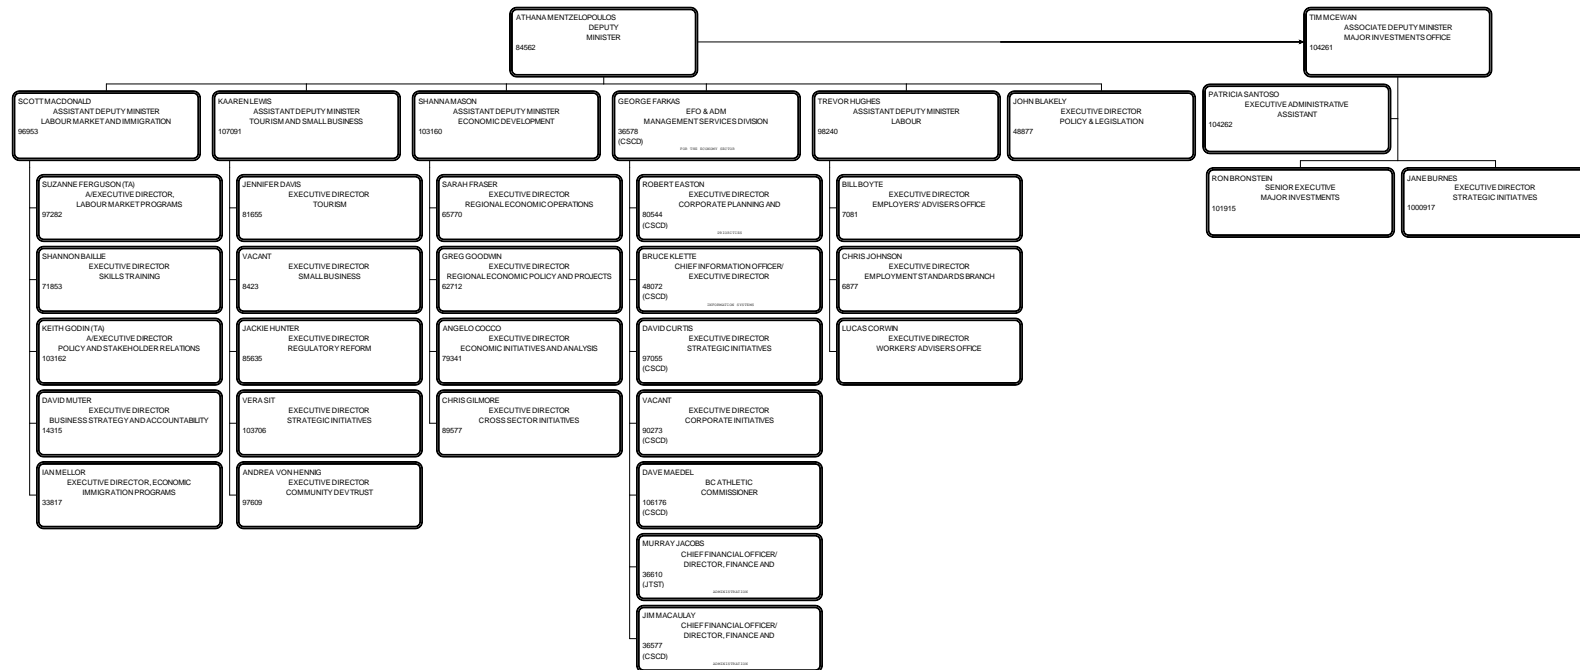 ATHANA MENTZELOPOULOS
DEPUTY
MINISTER
84562
TIM MCEWAN
ASSOCIATE DEPUTY MINISTER
MAJOR INVESTMENTS OFFICE
104261
SCOTT MACDONALD
ASSISTANT DEPUTY MINISTER
LABOUR MARKET AND IMMIGRATION
96953
KAAREN LEWIS
ASSISTANT DEPUTY MINISTER
TOURISM AND SMALL BUSINESS
107091
SHANNA MASON
ASSISTANT DEPUTY MINISTER
ECONOMIC DEVELOPMENT
103160
GEORGE FARKAS
EFO & ADM
MANAGEMENT SERVICES DIVISION
36578
(CSCD)
FOR THE ECONOMY SECTOR
TREVOR HUGHES
ASSISTANT DEPUTY MINISTER
LABOUR
98240
JOHN BLAKELY
EXECUTIVE DIRECTOR
POLICY & LEGISLATION
48877
PATRICIA SANTOSO
EXECUTIVE ADMINISTRATIVE
ASSISTANT
104262
RON BRONSTEIN
SENIOR EXECUTIVE
MAJOR INVESTMENTS
101915
JANE BURNES
EXECUTIVE DIRECTOR
STRATEGIC INITIATIVES
1000917
SUZANNE FERGUSON (TA)
A/EXECUTIVE DIRECTOR,
LABOUR MARKET PROGRAMS
97282
SHANNON BAILLIE
EXECUTIVE DIRECTOR
SKILLS TRAINING
71853
KEITH GODIN (TA)
A/EXECUTIVE DIRECTOR
POLICY AND STAKEHOLDER RELATIONS
103162
DAVID MUTER
EXECUTIVE DIRECTOR
BUSINESS STRATEGY AND ACCOUNTABILITY
14315
IAN MELLOR
EXECUTIVE DIRECTOR, ECONOMIC
IMMIGRATION PROGRAMS
33817
JENNIFER DAVIS
EXECUTIVE DIRECTOR
TOURISM
81655
VACANT
EXECUTIVE DIRECTOR
SMALL BUSINESS
8423
JACKIE HUNTER
EXECUTIVE DIRECTOR
REGULATORY REFORM
85635
VERA SIT
EXECUTIVE DIRECTOR
STRATEGIC INITIATIVES
103706
ANDREA VON HENNIG
EXECUTIVE DIRECTOR
COMMUNITY DEV TRUST
97609
SARAH FRASER
EXECUTIVE DIRECTOR
REGIONAL ECONOMIC OPERATIONS
65770
GREG GOODWIN
EXECUTIVE DIRECTOR
REGIONAL ECONOMIC POLICY AND PROJECTS
62712
ANGELO COCCO
EXECUTIVE DIRECTOR
ECONOMIC INITIATIVES AND ANALYSIS
79341
CHRIS GILMORE
EXECUTIVE DIRECTOR
CROSS SECTOR INITIATIVES
89577
ROBERT EASTON
EXECUTIVE DIRECTOR
CORPORATE PLANNING AND
80544
(CSCD)
PRIORITIES
BRUCE KLETTE
CHIEF INFORMATION OFFICER/
EXECUTIVE DIRECTOR
48072
(CSCD)
INFORMATION SYSTEMS
DAVID CURTIS
EXECUTIVE DIRECTOR
STRATEGIC INITIATIVES
97055
(CSCD)
VACANT
EXECUTIVE DIRECTOR
CORPORATE INITIATIVES
90273
(CSCD)
DAVE MAEDEL
BC ATHLETIC
COMMISSIONER
106176
(CSCD)
MURRAY JACOBS
CHIEF FINANCIAL OFFICER/
DIRECTOR, FINANCE AND
36610
(JTST)
ADMINISTRATION
JIM MACAULAY
CHIEF FINANCIAL OFFICER/
DIRECTOR, FINANCE AND
36577
(CSCD)
ADMINISTRATION
BILL BOYTE
EXECUTIVE DIRECTOR
EMPLOYERS' ADVISERS OFFICE
7081
CHRIS JOHNSON
EXECUTIVE DIRECTOR
EMPLOYMENT STANDARDS BRANCH
6877
LUCAS CORWIN
EXECUTIVE DIRECTOR
WORKERS' ADVISERS OFFICE